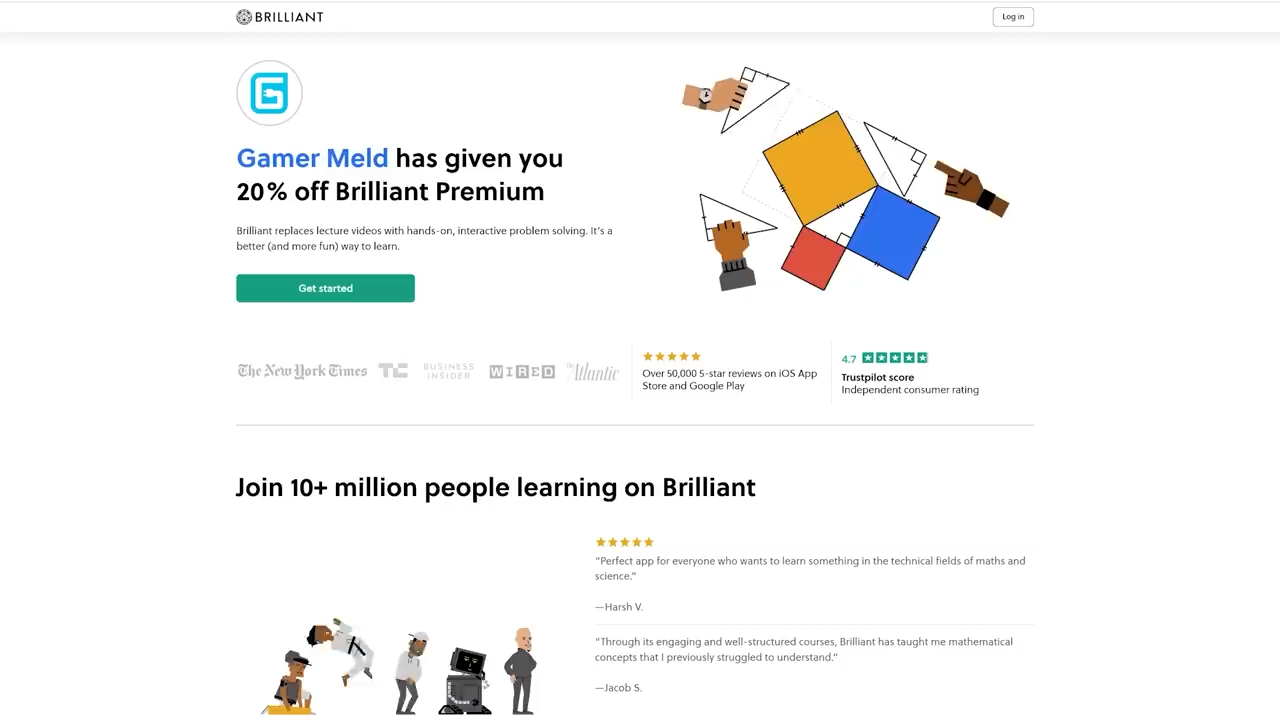 BRILLIANT
Log in
Gamer Meld has given you
20% off Brilliant Premium
Brilliant replaces lecture videos with hands-on, interactive problem solving. It's a
better (and more fun) way to learn.
Get started
The New York Times
TC
BUSINESS
INSIDER
WIRED
The Atlantic
Over 50,000 5-star reviews on iOS App
Store and Google Play
4.7
Trustpilot score
Independent consumer rating
Join 10+ million people learning on Brilliant
"Perfect app for everyone who wants to learn something in the technical fields of maths and
science."
—Harsh V.
"Through its engaging and well-structured courses, Brilliant has taught me mathematical
concepts that I previously struggled to understand."
—Jacob S.